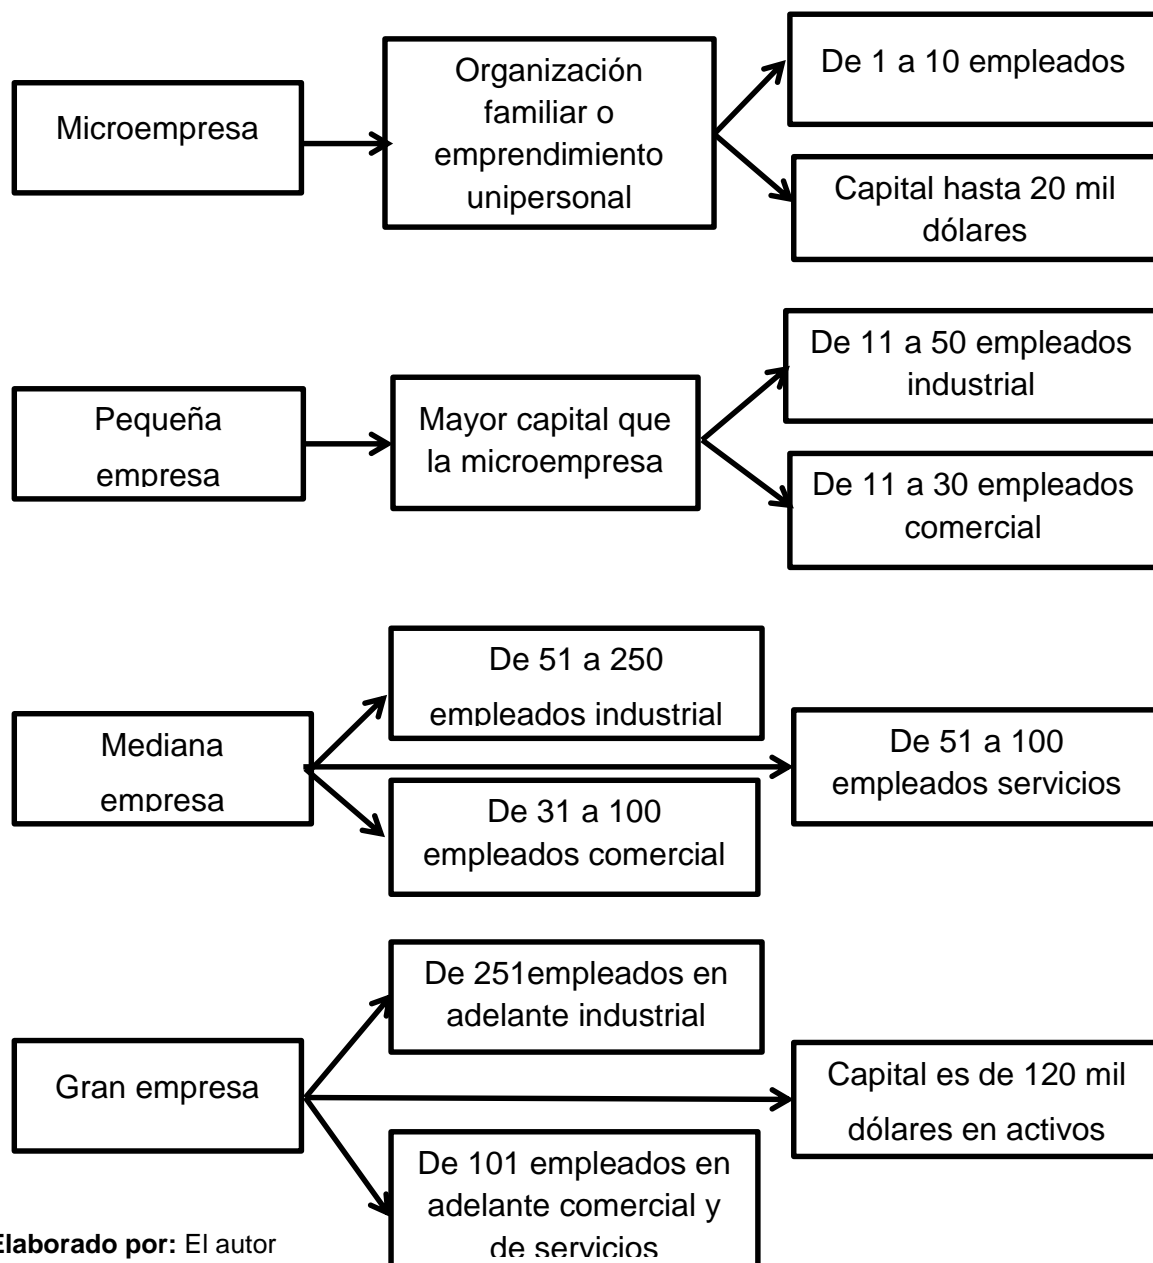 Microempresa
Organización
familiar o
emprendimiento
unipersonal
De 1 a 10 empleados
Capital hasta 20 mil
dólares
Pequeña
empresa
Mayor capital que
la microempresa
De 11 a 50 empleados
industrial
De 11 a 30 empleados
comercial
Mediana
empresa
De 51 a 250
empleados industrial
De 51 a 100
empleados servicios
De 31 a 100
empleados comercial
Gran empresa
De 251empleados en
adelante industrial
Capital es de 120 mil
dólares en activos
De 101 empleados en
adelante comercial y
de servicios
Elaborado por: El autor